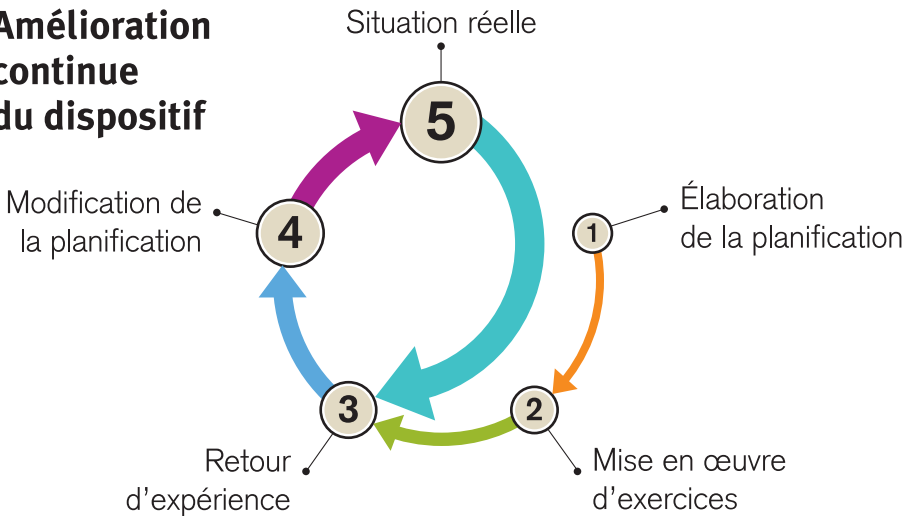 Amélioration
continue
du dispositif
Situation réelle
5
Modification de
la planification
4
1
Élaboration
de la planification
3
2
Retour
d'expérience
Mise en œuvre
d'exercices